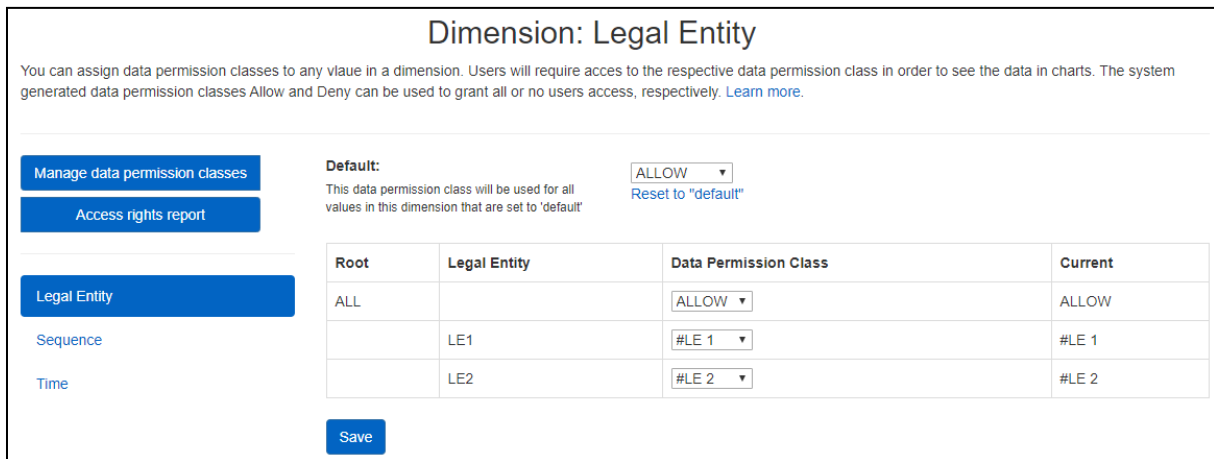 Dimension: Legal Entity
You can assign data permission classes to any vlaue in a dimension. Users will require acces to the respective data permission class in order to see the data in charts. The system
generated data permission classes Allow and Deny can be used to grant all or no users access, respectively. Learn more.
Manage data permission classes
Access rights report
Legal Entity
Sequence
Time
Default:
This data permission class will be used for all
values in this dimension that are set to 'default'
ALLOW
Reset to "default"
Root Legal Entity Data Permission Class Current
ALL ALLOW ALLOW
LE1 #LE 1 #LE 1
LE2 #LE 2 #LE 2
Save